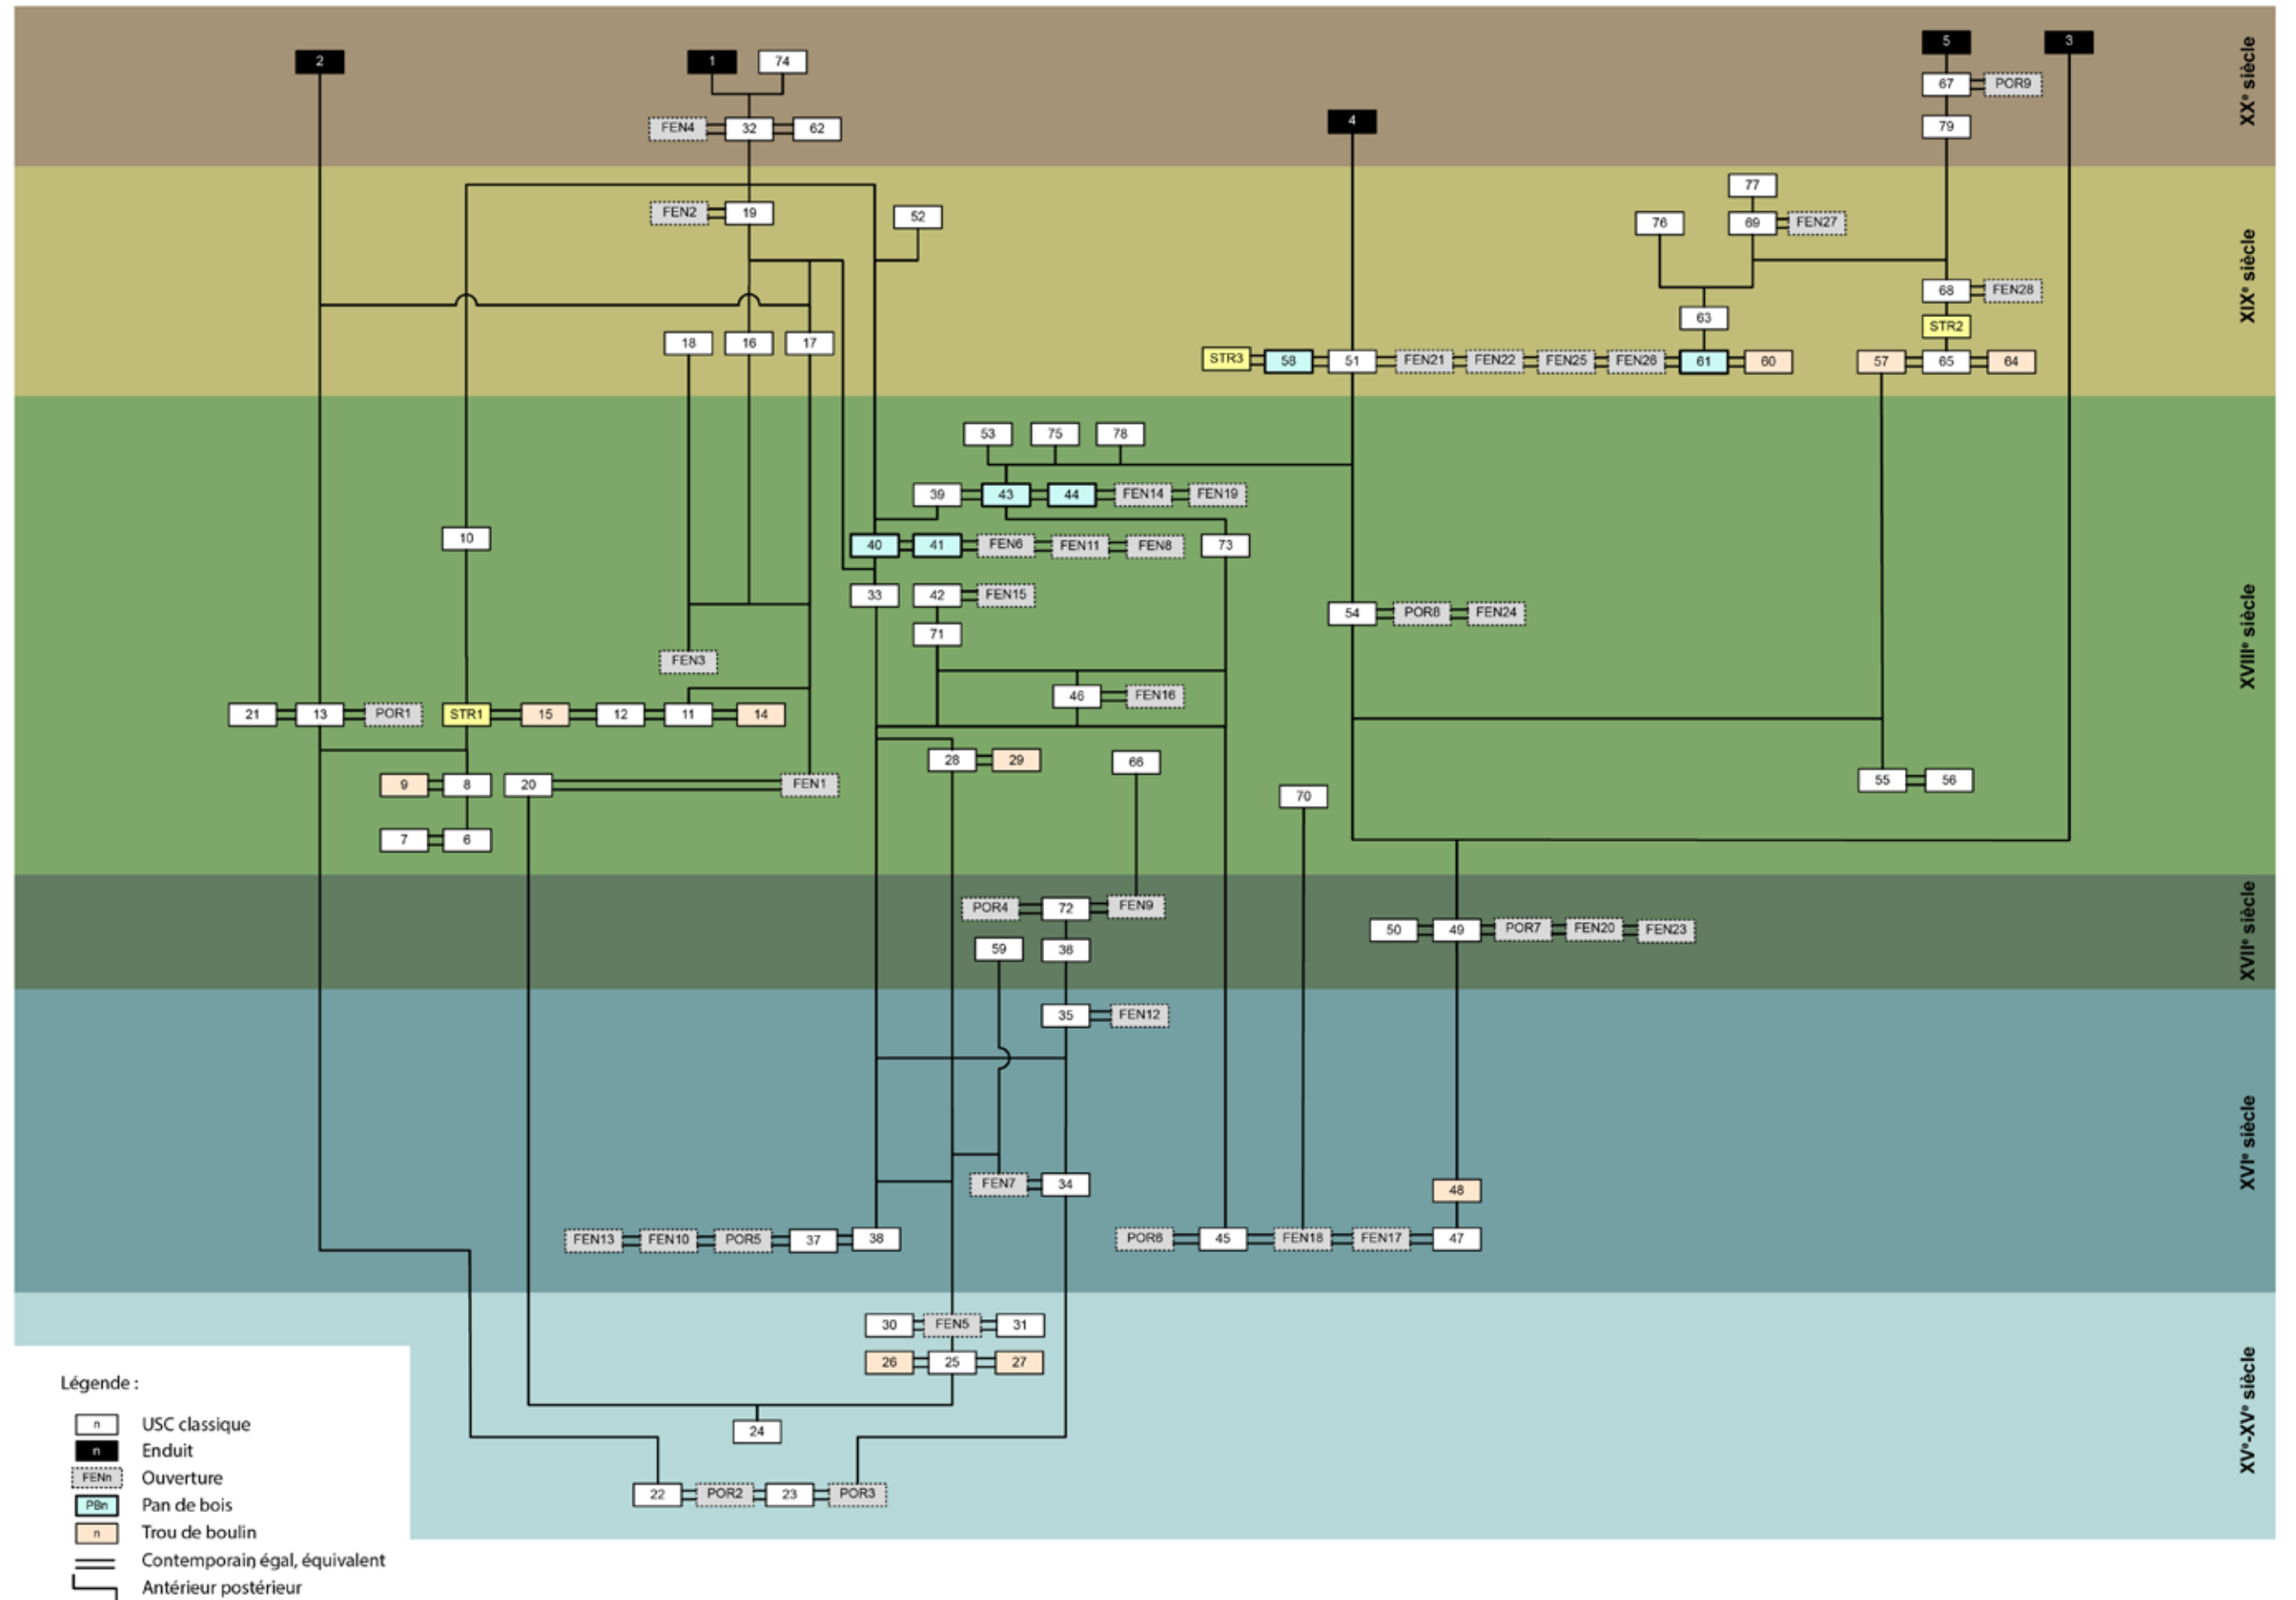 5 3
2 1 74
67 POR9
XXe siècle
4
FEN4 32 62
79
77
FEN2 19 52
76 69 FEN27
XIXe siècle
68 FEN28
63
STR2
18 16 17
STR3 58 51 FEN21 FEN22 FEN25 FEN26 61 60 57 65 64
53 75 78
39 43 44 FEN14 FEN19
10 40 41 FEN6 FEN11 FEN8 73
33 42 FEN15
54 POR8 FEN24
XVIIIe siècle
71
FEN3
46 FEN16
21 13 POR1 STR1 15 12 11 14
28 29 66
9 8 20 FEN1 55 56
70
7 6
POR4 72 FEN9
50 49 POR7 FEN20 FEN23
XVIIe siècle
59 36
35 FEN12
XVIe siècle
FEN7 34 48
FEN13 FEN10 POR5 37 38 POR6 45 FEN18 FEN17 47
30 FEN5 31
26 25 27
XVe-XVe siècle
24
22 POR2 23 POR3
Légende :
n USC classique
n Enduit
FENn Ouverture
PBn Pan de bois
n Trou de boulin
Contemporain égal, équivalent
Antérieur postérieur